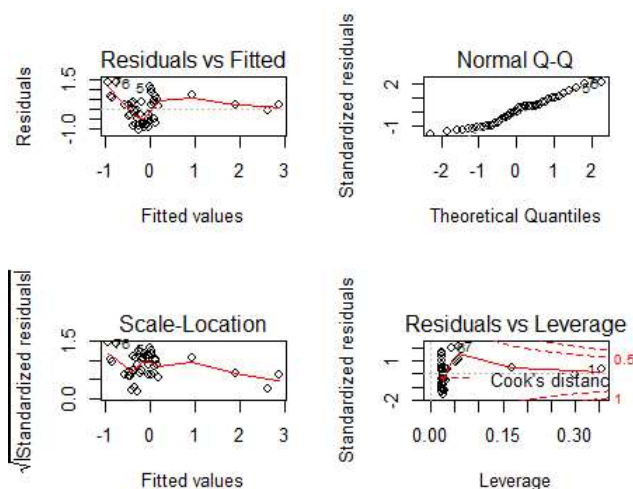 Residuals vs Fitted
Residuals
1.5
-1.0
76
5
-1 0 1 2 3
Fitted values
Normal Q-Q
Standardized residuals
2
-1
-2 -1 0 1 2
Theoretical Quantiles
Scale-Location
√|Standardized residuals|
1.5
0.0
-1 0 1 2 3
Fitted values
Residuals vs Leverage
Standardized residuals
1
-2
Cook's distanc
1
0.5
1
0.00 0.15 0.30
Leverage